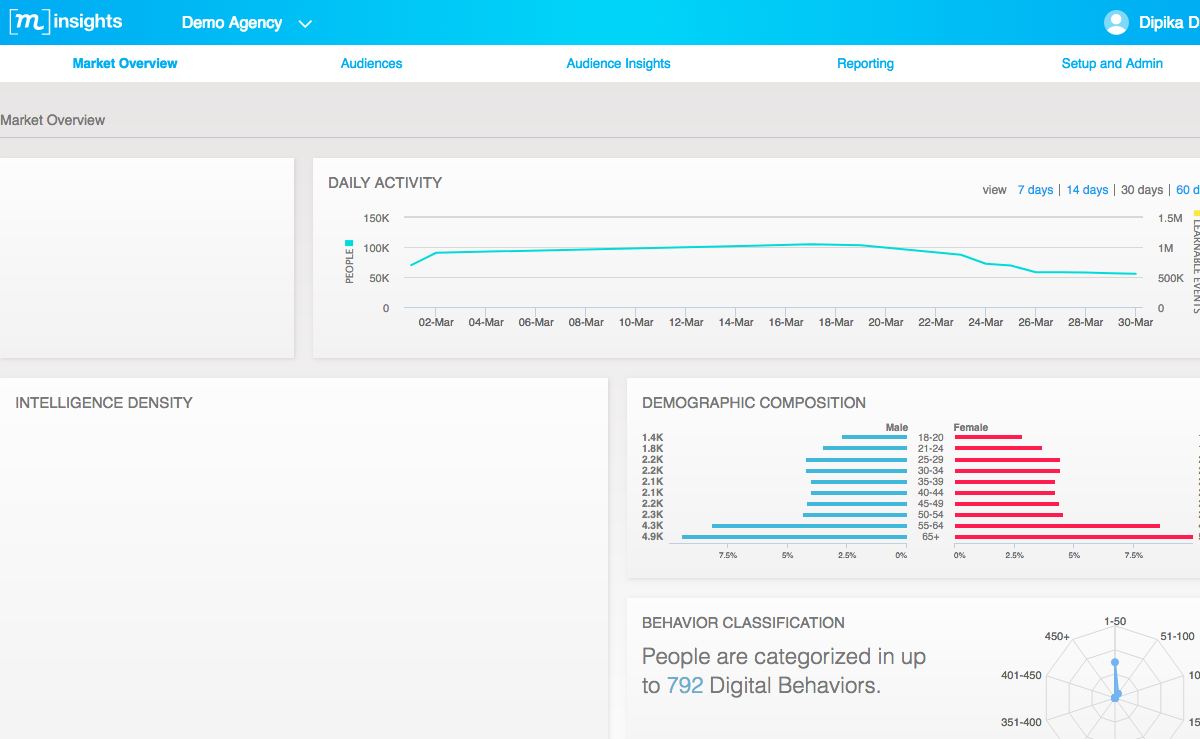 [m] insights
Demo Agency
Dipika D
Market Overview
Audiences
Audience Insights
Reporting
Setup and Admin
Market Overview
DAILY ACTIVITY
view 7 days | 14 days | 30 days | 60 d
150K
100K
50K
0
PEOPLE
1.5M
1M
500K
0
LEARNABLE EVENTS
02-Mar 04-Mar 06-Mar 08-Mar 10-Mar 12-Mar 14-Mar 16-Mar 18-Mar 20-Mar 22-Mar 24-Mar 26-Mar 28-Mar 30-Mar
INTELLIGENCE DENSITY
DEMOGRAPHIC COMPOSITION
Male Female
1.4K 18-20
1.8K 21-24
2.2K 25-29
2.2K 30-34
2.1K 35-39
2.1K 40-44
2.2K 45-49
2.3K 50-54
4.3K 55-64
4.9K 65+
7.5% 5% 2.5% 0% 0% 2.5% 5% 7.5%
BEHAVIOR CLASSIFICATION
People are categorized in up
to 792 Digital Behaviors.
1-50
450+
51-100
401-450
10
351-400
15